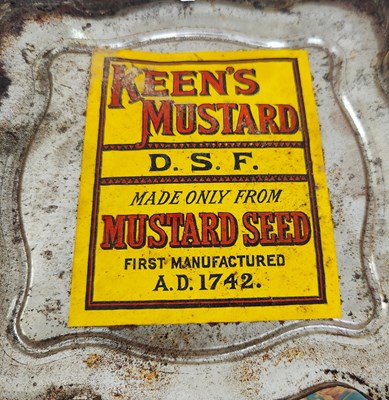 KEEN'S
MUSTARD
D. S. F.
MADE ONLY FROM
MUSTARD SEED
FIRST MANUFACTURED
A.D. 1742.